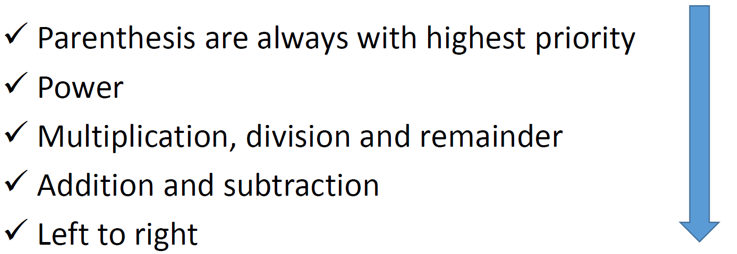 ✓ Parenthesis are always with highest priority
✓ Power
✓ Multiplication, division and remainder
✓ Addition and subtraction
✓ Left to right